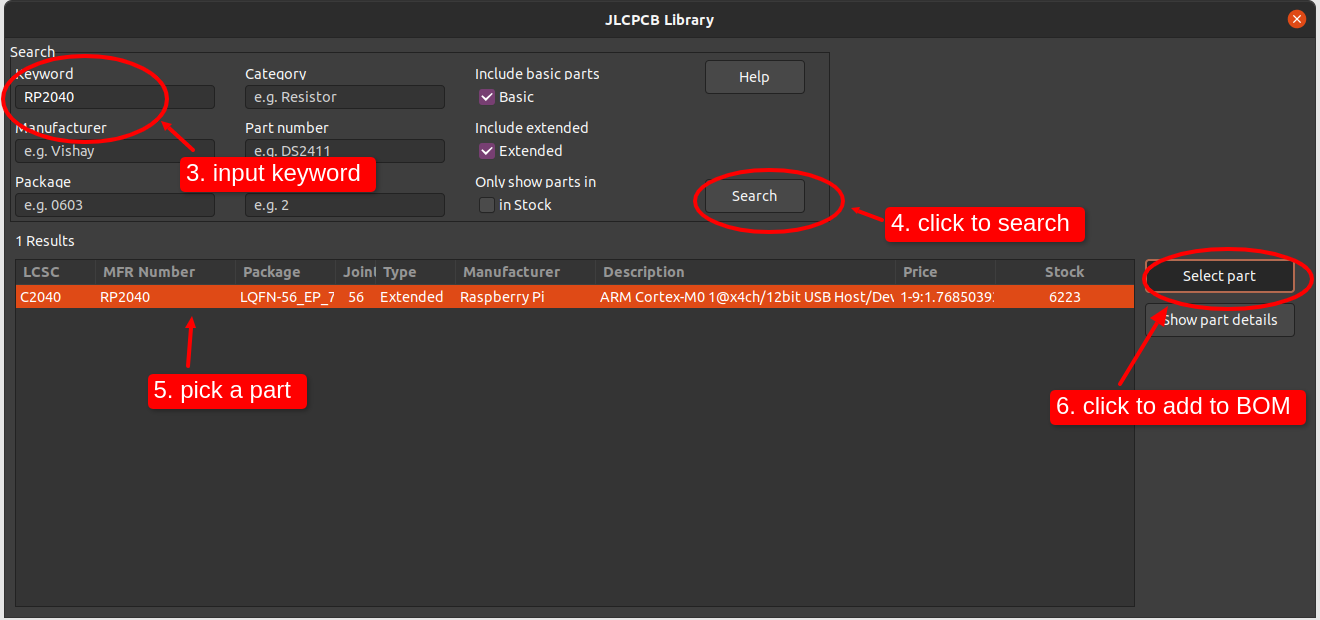 JLCPCB Library
Search
Keyword Category Include basic parts
RP2040 e.g. Resistor Basic Help
Manufacturer Part number Include extended
e.g. Vishay e.g. DS2411 Extended
3. input keyword
Package Only show parts in
e.g. 0603 e.g. 2 in Stock Search
4. click to search
1 Results
LCSC MFR Number Package Joint Type Manufacturer Description Price Stock
C2040 RP2040 LQFN-56_EP_7 56 Extended Raspberry Pi ARM Cortex-M0 1@x4ch/12bit USB Host/Dev 1-9:1.7685039 6223
Select part
Show part details
5. pick a part
6. click to add to BOM